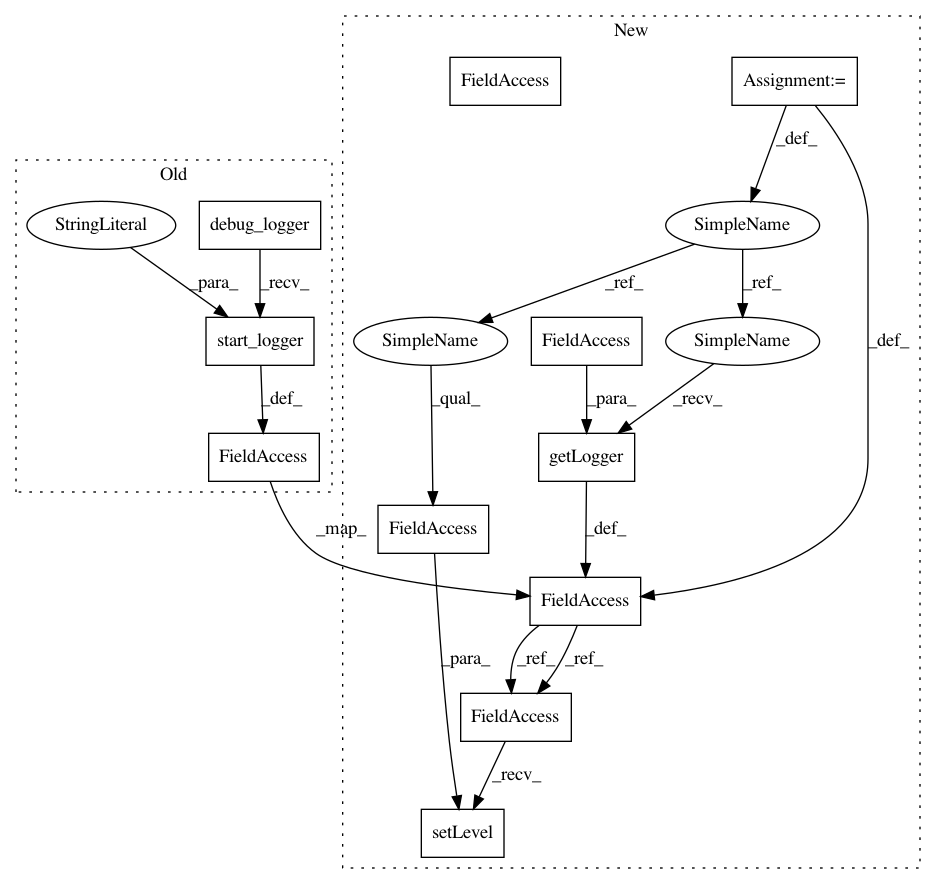 New
FieldAccess
Assignment:=
_def_
Old
StringLiteral
debug_logger
SimpleName
_para_
_recv_
_ref_
_ref_
start_logger
SimpleName
FieldAccess
SimpleName
_def_
_def_
_qual_
_para_
_recv_
FieldAccess
getLogger
_map_
FieldAccess
_def_
FieldAccess
_para_
_ref_
_ref_
FieldAccess
_recv_
setLevel